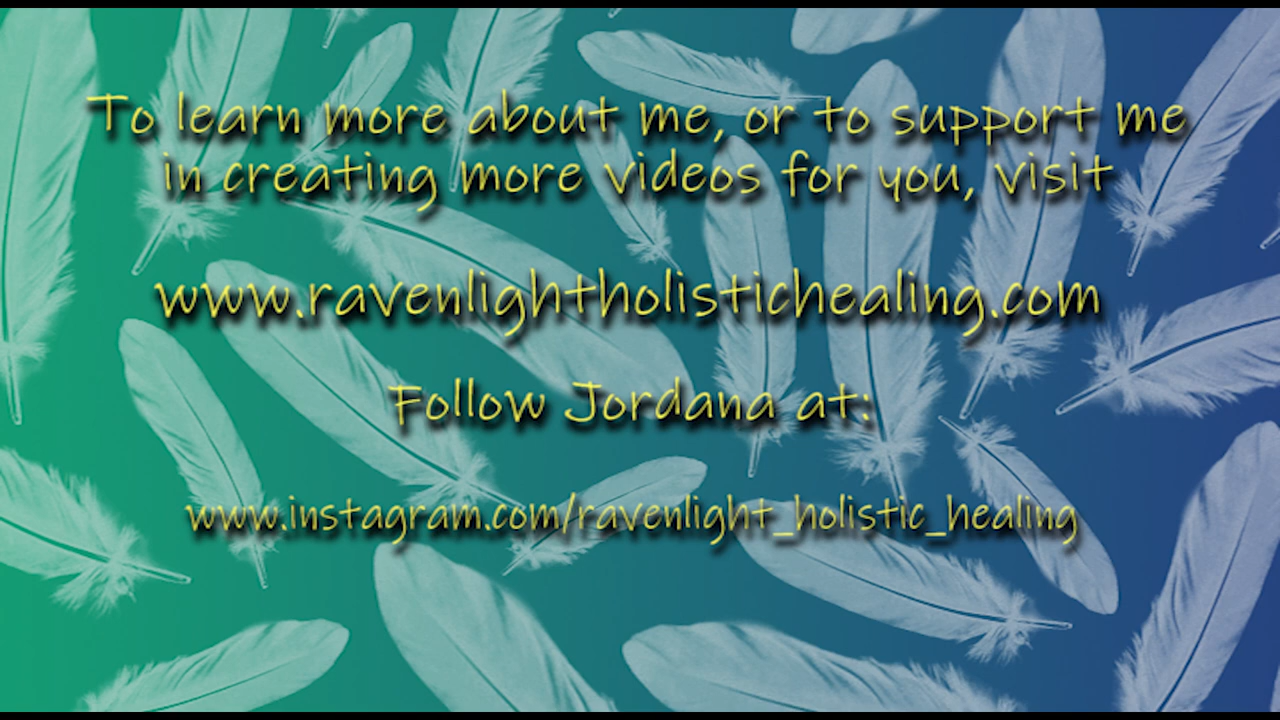 To learn more about me, or to support me
in creating more videos for you, visit
www.ravenlightholistichealing.com
Follow Jordana at:
www.instagram.com/ravenlight_holistic_healing